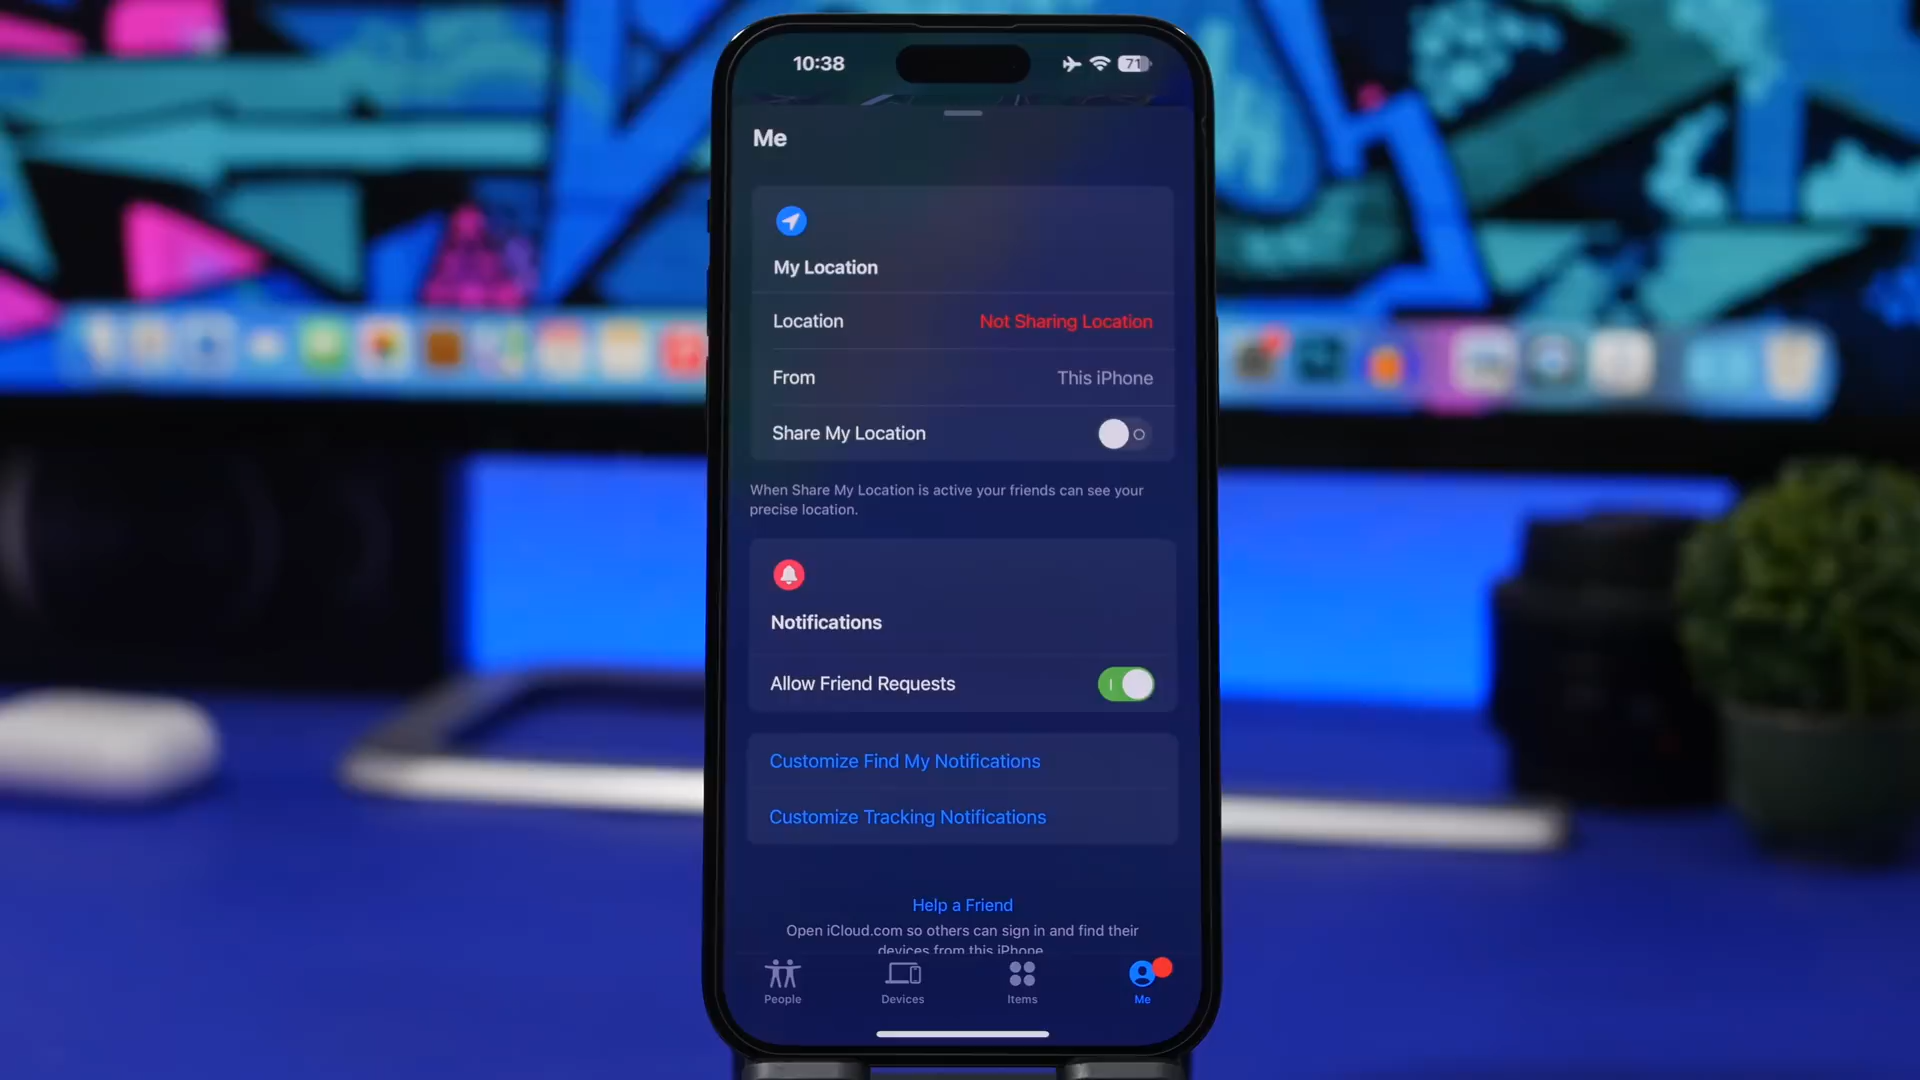 10:38
71
Me
My Location
Location Not Sharing Location
From This iPhone
Share My Location
When Share My Location is active your friends can see your
precise location.
Notifications
Allow Friend Requests
Customize Find My Notifications
Customize Tracking Notifications
Help a Friend
Open iCloud.com so others can sign in and find their
devices from this iPhone
People Devices Items Me